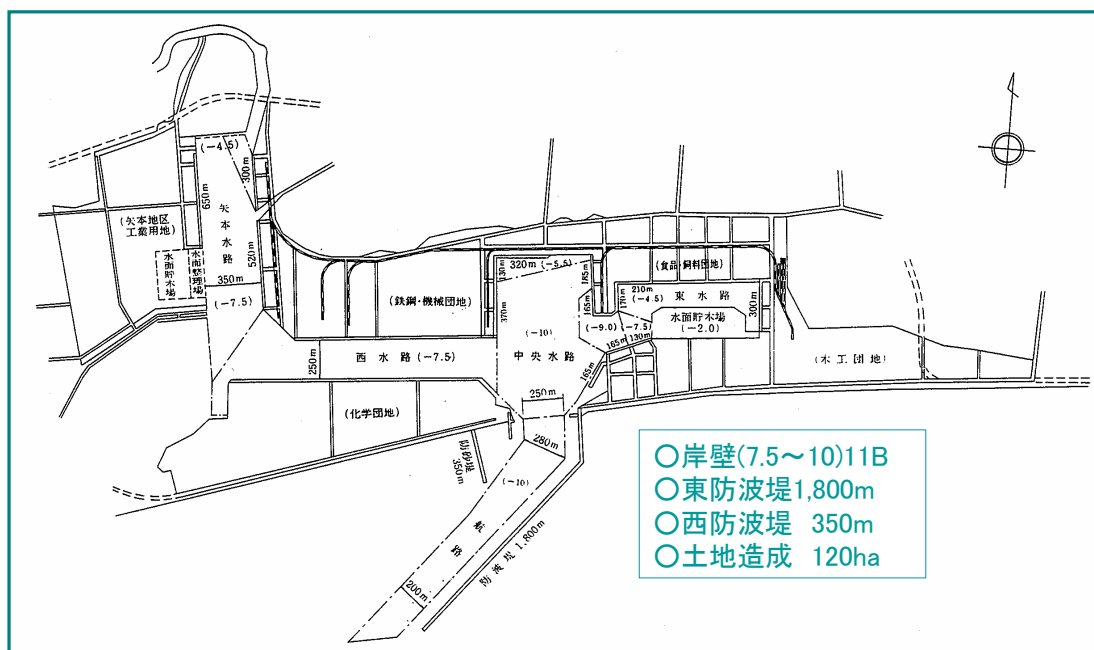 (-4.5)
300m
650m
矢本水路
520m
350m
(-7.5)
(矢本地区
工業用地)
水面貯木場
水面整理場
(鉄鋼・機械団地)
320m (-5.5)
130m
370m
185m
165m
(食品・飼料団地)
170m
210m
(-4.5) 東水路
水面貯木場
(-2.0)
300m
(-9.0)
(-7.5)
165m 130m
165m
(-10)
中央水路
250m
西水路 (-7.5)
(木工団地)
250m
280m
(化学団地)
防砂堤
350m
(-10)
航路
防波堤 1,800m
200m
○岸壁(7.5～10)11B
○東防波堤1,800m
○西防波堤 350m
○土地造成 120ha